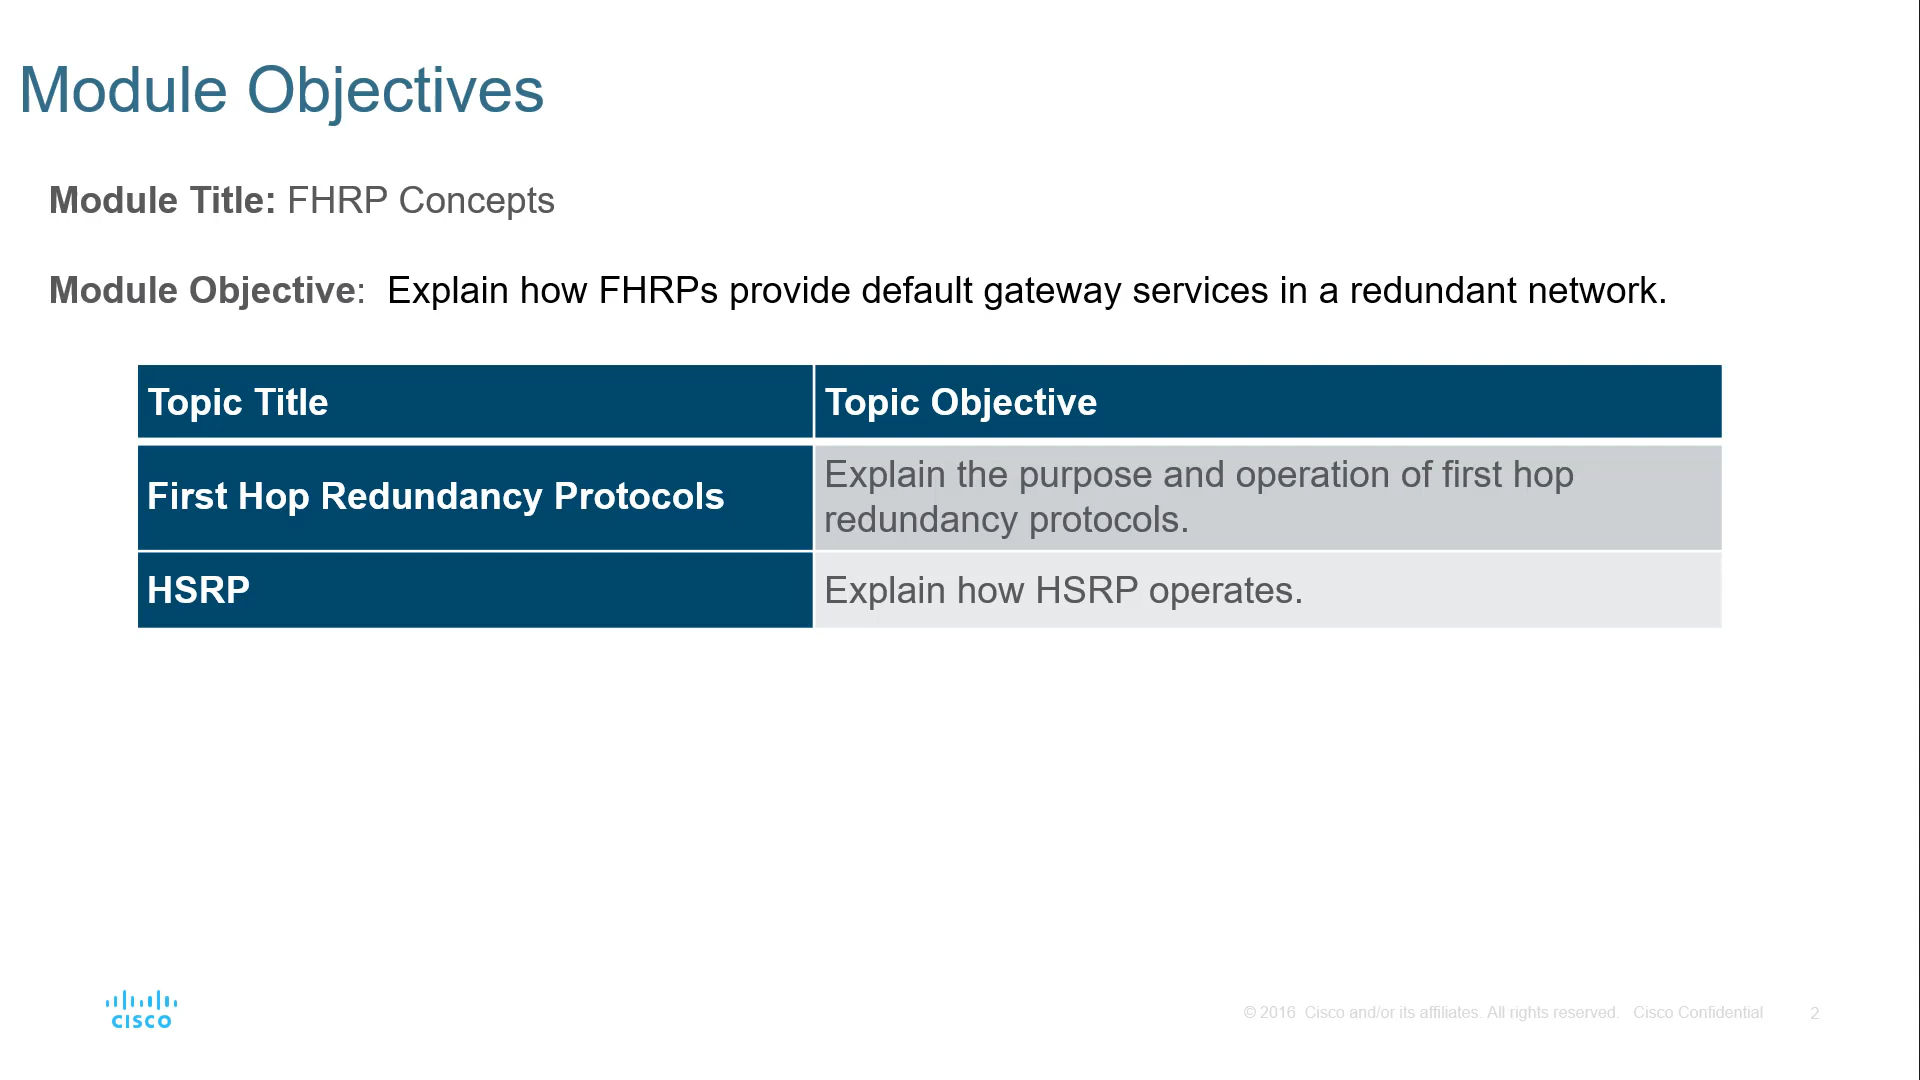 Module Objectives
Module Title: FHRP Concepts
Module Objective:  Explain how FHRPs provide default gateway services in a redundant network.
Topic Title
Topic Objective
First Hop Redundancy Protocols
Explain the purpose and operation of first hop
redundancy protocols.
HSRP
Explain how HSRP operates.
CISCO
© 2016  Cisco and/or its affiliates. All rights reserved.   Cisco Confidential
2